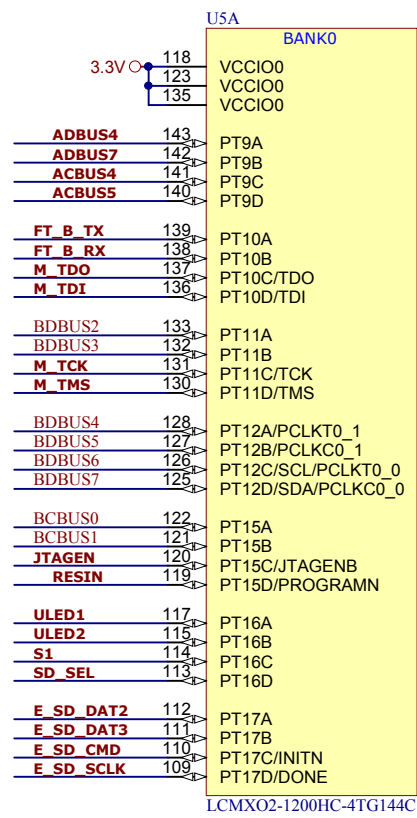 U5A
BANK0
3.3V 118 VCCIO0
123 VCCIO0
135 VCCIO0
ADBUS4 143 PT9A
ADBUS7 142 PT9B
ACBUS4 141 PT9C
ACBUS5 140 PT9D
FT_B_TX 139 PT10A
FT_B_RX 138 PT10B
M_TDO 137 PT10C/TDO
M_TDI 136 PT10D/TDI
BDBUS2 133 PT11A
BDBUS3 132 PT11B
M_TCK 131 PT11C/TCK
M_TMS 130 PT11D/TMS
BDBUS4 128 PT12A/PCLKT0_1
BDBUS5 127 PT12B/PCLKC0_1
BDBUS6 126 PT12C/SCL/PCLKT0_0
BDBUS7 125 PT12D/SDA/PCLKC0_0
BCBUS0 122 PT15A
BCBUS1 121 PT15B
JTAGEN 120 PT15C/JTAGENB
RESIN 119 PT15D/PROGRAMN
ULED1 117 PT16A
ULED2 115 PT16B
S1 114 PT16C
SD_SEL 113 PT16D
E_SD_DAT2 112 PT17A
E_SD_DAT3 111 PT17B
E_SD_CMD 110 PT17C/INITN
E_SD_SCLK 109 PT17D/DONE
LCMXO2-1200HC-4TG144C